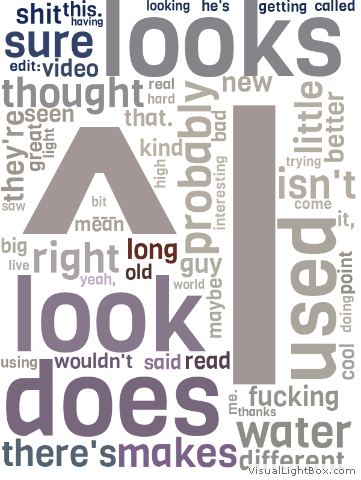 shit this. looking he's getting called
having
sure looks
edit: video
thought real new
hard
they're seen that. probably little
great light kind bad better
^ I
high interesting trying
saw isn't
bit come
mēān it,
big right long guy used
live old
yeah, world doing point
look maybe
using wouldn't said read cool
does me. fucking
thanks
there's makes water
different
VisualLightBox.com